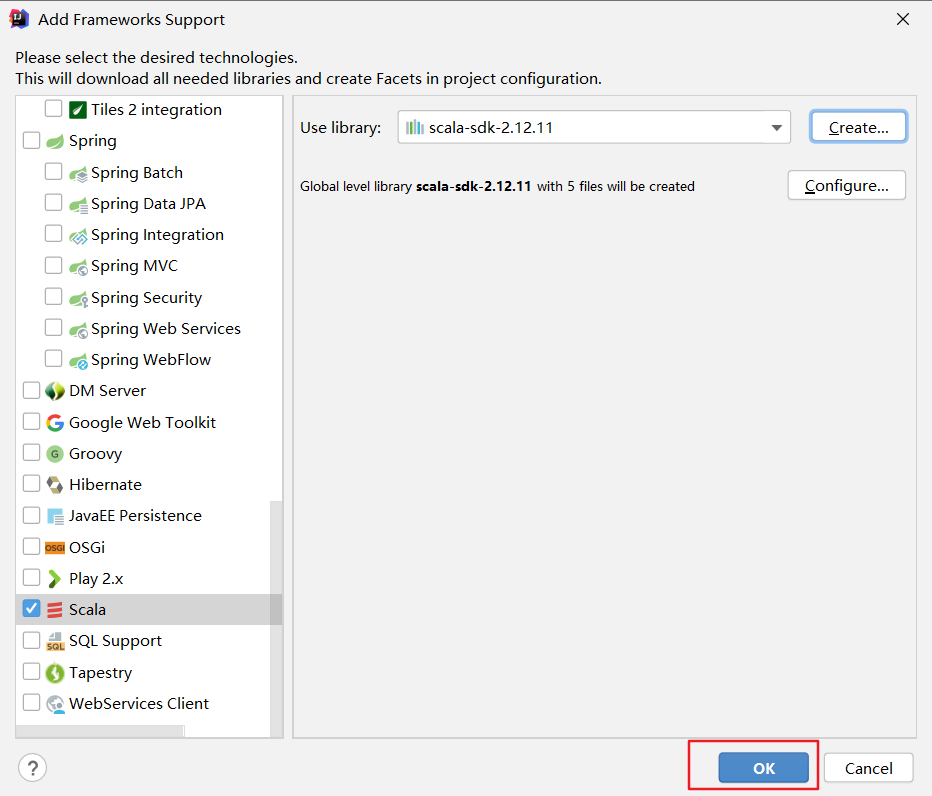 Add Frameworks Support
Please select the desired technologies.
This will download all needed libraries and create Facets in project configuration.
Tiles 2 integration
Spring
Spring Batch
Spring Data JPA
Spring Integration
Spring MVC
Spring Security
Spring Web Services
Spring WebFlow
DM Server
Google Web Toolkit
G Groovy
Hibernate
JavaEE Persistence
OSGi OSGi
Play 2.x
Scala
SQL SQL Support
Tapestry
WebServices Client
Use library: scala-sdk-2.12.11 Create...
Global level library scala-sdk-2.12.11 with 5 files will be created Configure...
? OK Cancel